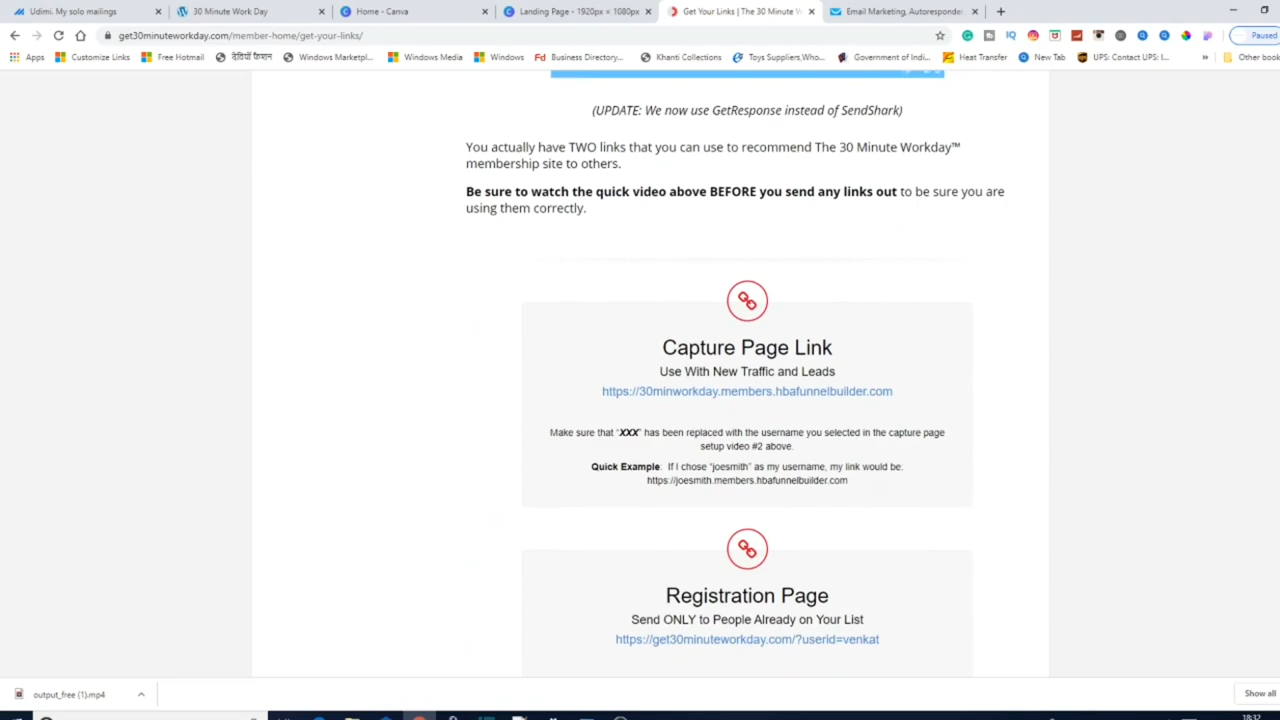 Udimi. My solo mailings
30 Minute Work Day
Home - Canva
Landing Page - 1920px × 1080px
Get Your Links | The 30 Minute W
Email Marketing, Autoresponder
get30minuteworkday.com/member-home/get-your-links/
Paused
Apps
Customize Links
Free Hotmail
देवियों फैशन
Windows Marketpl...
Windows Media
Windows
Business Directory...
Khanti Collections
Toys Suppliers,Who...
Government of Indi...
Heat Transfer
New Tab
UPS: Contact UPS: I...
Other book
(UPDATE: We now use GetResponse instead of SendShark)
You actually have TWO links that you can use to recommend The 30 Minute Workday™
membership site to others.
Be sure to watch the quick video above BEFORE you send any links out to be sure you are
using them correctly.
Capture Page Link
Use With New Traffic and Leads
https://30minworkday.members.hbafunnelbuilder.com
Make sure that "XXX" has been replaced with the username you selected in the capture page
setup video #2 above.
Quick Example. If I chose "joesmith" as my username, my link would be:
https://joesmith.members.hbafunnelbuilder.com
Registration Page
Send ONLY to People Already on Your List
https://get30minuteworkday.com/?userid=venkat
output_free (1).mp4
Show all
18:32